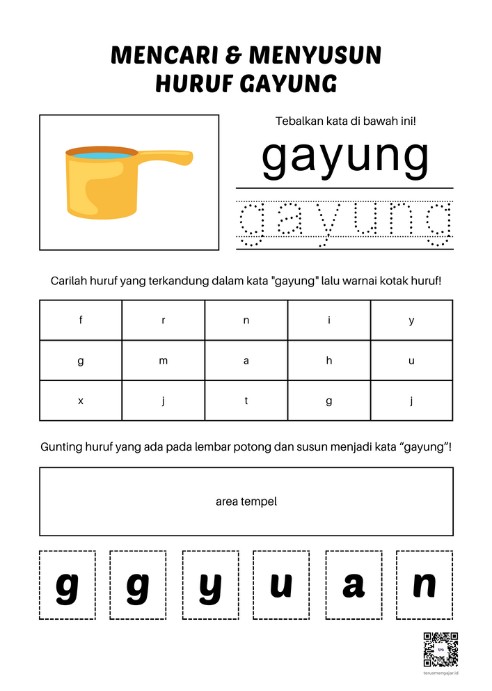 MENCARI & MENYUSUN
HURUF GAYUNG
Tebalkan kata di bawah ini!
gayung
gayung
Carilah huruf yang terkandung dalam kata "gayung" lalu warnai kotak huruf!
f r n i y
g m a h u
x j t g j
Gunting huruf yang ada pada lembar potong dan susun menjadi kata “gayung”!
area tempel
g g y u a n